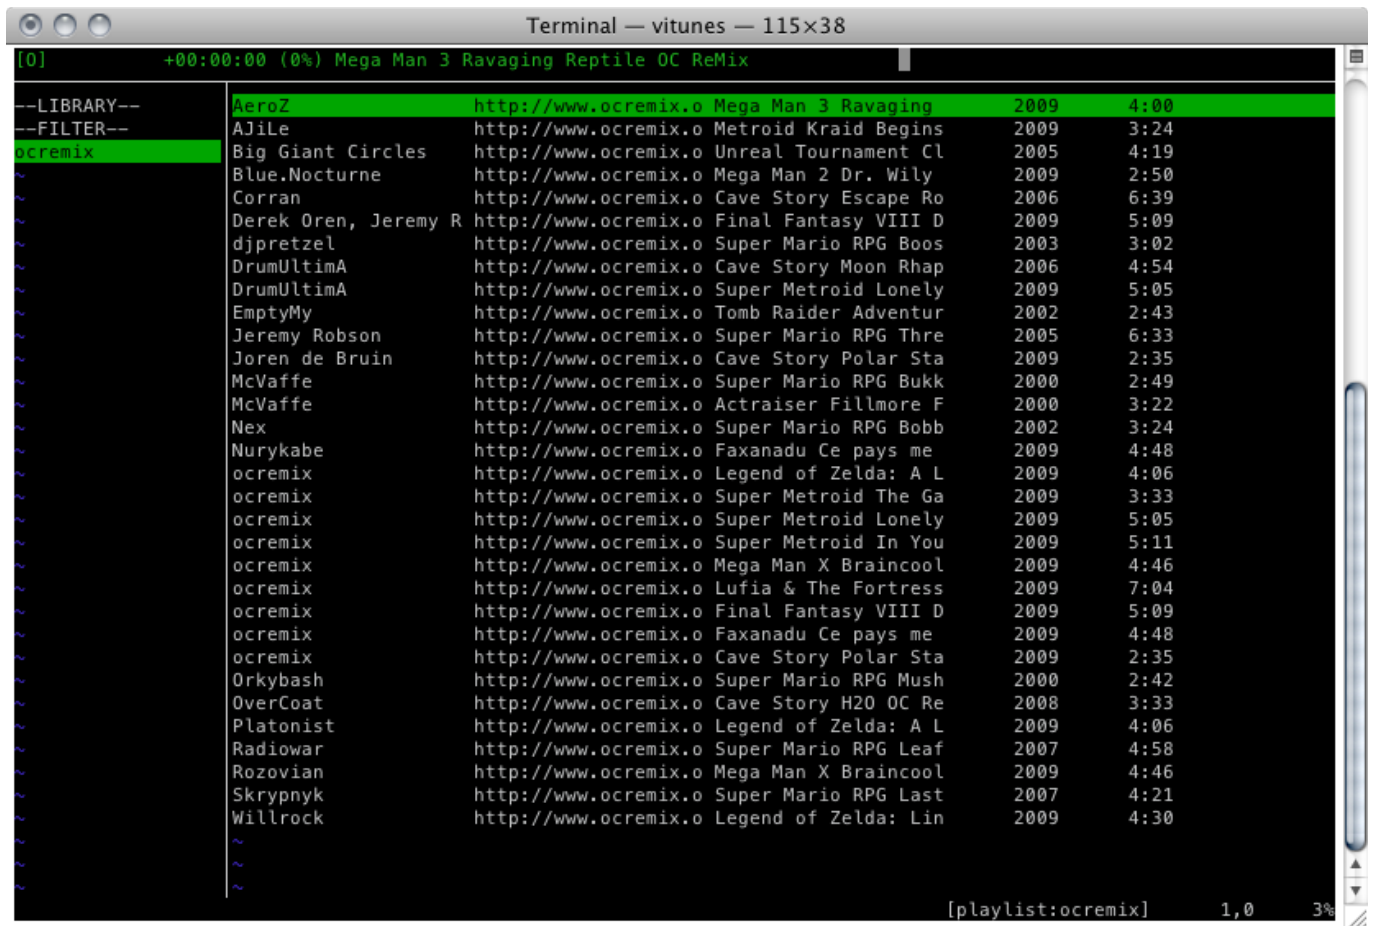 Terminal — vitunes — 115×38
[0] +00:00:00 (0%) Mega Man 3 Ravaging Reptile OC ReMix
--LIBRARY--
--FILTER--
ocremix
AeroZ http://www.ocremix.o Mega Man 3 Ravaging 2009 4:00
AJiLe http://www.ocremix.o Metroid Kraid Begins 2009 3:24
Big Giant Circles http://www.ocremix.o Unreal Tournament Cl 2005 4:19
Blue.Nocturne http://www.ocremix.o Mega Man 2 Dr. Wily 2009 2:50
Corran http://www.ocremix.o Cave Story Escape Ro 2006 6:39
Derek Oren, Jeremy R http://www.ocremix.o Final Fantasy VIII D 2009 5:09
djpretzel http://www.ocremix.o Super Mario RPG Boos 2003 3:02
DrumUltimA http://www.ocremix.o Cave Story Moon Rhap 2006 4:54
DrumUltimA http://www.ocremix.o Super Metroid Lonely 2009 5:05
EmptyMy http://www.ocremix.o Tomb Raider Adventur 2002 2:43
Jeremy Robson http://www.ocremix.o Super Mario RPG Thre 2005 6:33
Joren de Bruin http://www.ocremix.o Cave Story Polar Sta 2009 2:35
McVaffe http://www.ocremix.o Super Mario RPG Bukk 2000 2:49
McVaffe http://www.ocremix.o Actraiser Fillmore F 2000 3:22
Nex http://www.ocremix.o Super Mario RPG Bobb 2002 3:24
Nurykabe http://www.ocremix.o Faxanadu Ce pays me 2009 4:48
ocremix http://www.ocremix.o Legend of Zelda: A L 2009 4:06
ocremix http://www.ocremix.o Super Metroid The Ga 2009 3:33
ocremix http://www.ocremix.o Super Metroid Lonely 2009 5:05
ocremix http://www.ocremix.o Super Metroid In You 2009 5:11
ocremix http://www.ocremix.o Mega Man X Braincool 2009 4:46
ocremix http://www.ocremix.o Lufia & The Fortress 2009 7:04
ocremix http://www.ocremix.o Final Fantasy VIII D 2009 5:09
ocremix http://www.ocremix.o Faxanadu Ce pays me 2009 4:48
ocremix http://www.ocremix.o Cave Story Polar Sta 2009 2:35
Orkybash http://www.ocremix.o Super Mario RPG Mush 2000 2:42
OverCoat http://www.ocremix.o Cave Story H2O OC Re 2008 3:33
Platonist http://www.ocremix.o Legend of Zelda: A L 2009 4:06
Radiowar http://www.ocremix.o Super Mario RPG Leaf 2007 4:58
Rozovian http://www.ocremix.o Mega Man X Braincool 2009 4:46
Skrypnyk http://www.ocremix.o Super Mario RPG Last 2007 4:21
Willrock http://www.ocremix.o Legend of Zelda: Lin 2009 4:30
[playlist:ocremix] 1,0 3%